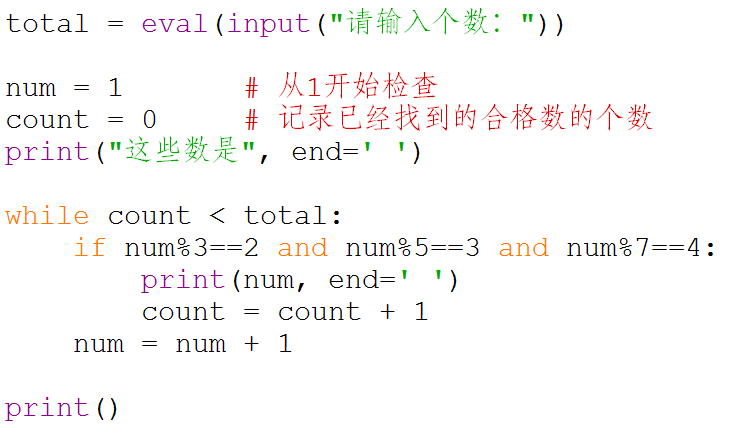 total = eval(input("请输入个数: "))
num = 1       # 从1开始检查
count = 0     # 记录已经找到的合格数的个数
print("这些数是", end=' ')
while count < total:
    if num%3==2 and num%5==3 and num%7==4:
        print(num, end=' ')
        count = count + 1
    num = num + 1
print()